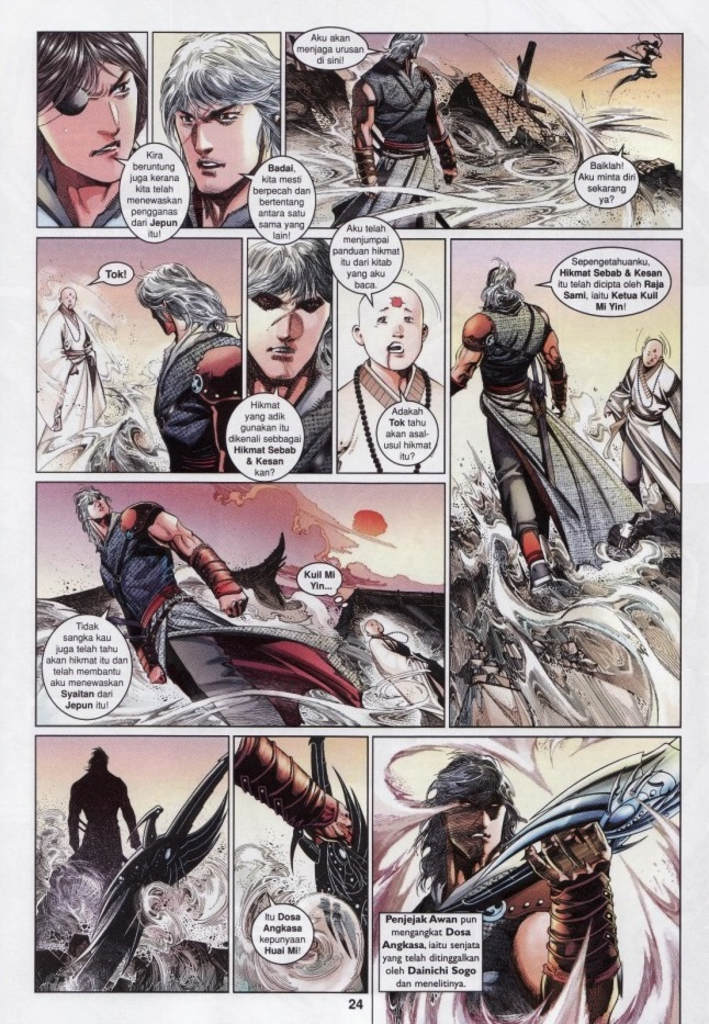 Kira
beruntung
juga kerana
kita telah
menewaskan
pengganas
dari Jepun
itu!
Badai,
kita mesti
berpecah dan
bertentang
antara satu
sama yang
lain!
Aku akan
menjaga urusan
di sini!
Baiklah!
Aku minta diri
sekarang
ya?
Tok!
Hikmat
yang adik
gunakan itu
dikenali sebbagai
Hikmat Sebab
& Kesan
kan?
Aku telah
menjumpai
panduan hikmat
itu dari kitab
yang aku
baca.
Adakah
Tok tahu
akan asal-
usul hikmat
itu?
Sepengetahuanku,
Hikmat Sebab & Kesan
itu telah dicipta oleh Raja
Sami, iaitu Ketua Kuil
Mi Yin!
Kuil Mi
Yin...
Tidak
sangka kau
juga telah tahu
akan hikmat itu dan
telah membantu
aku menewaskan
Syaitan dari
Jepun itu!
Itu Dosa
Angkasa
kepunyaan
Huai Mi!
Penjejak Awan pun
mengangkat Dosa
Angkasa, iaitu senjata
yang telah ditinggalkan
oleh Dainichi Sogo
dan menelitinya.
24